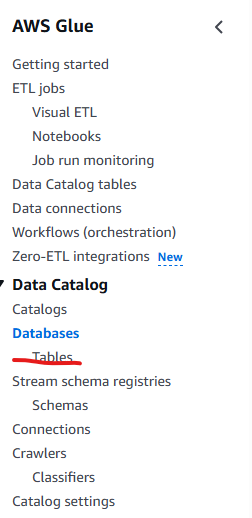 AWS Glue
Getting started
ETL jobs
Visual ETL
Notebooks
Job run monitoring
Data Catalog tables
Data connections
Workflows (orchestration)
Zero-ETL integrations New
Data Catalog
Catalogs
Databases
Tables
Stream schema registries
Schemas
Connections
Crawlers
Classifiers
Catalog settings